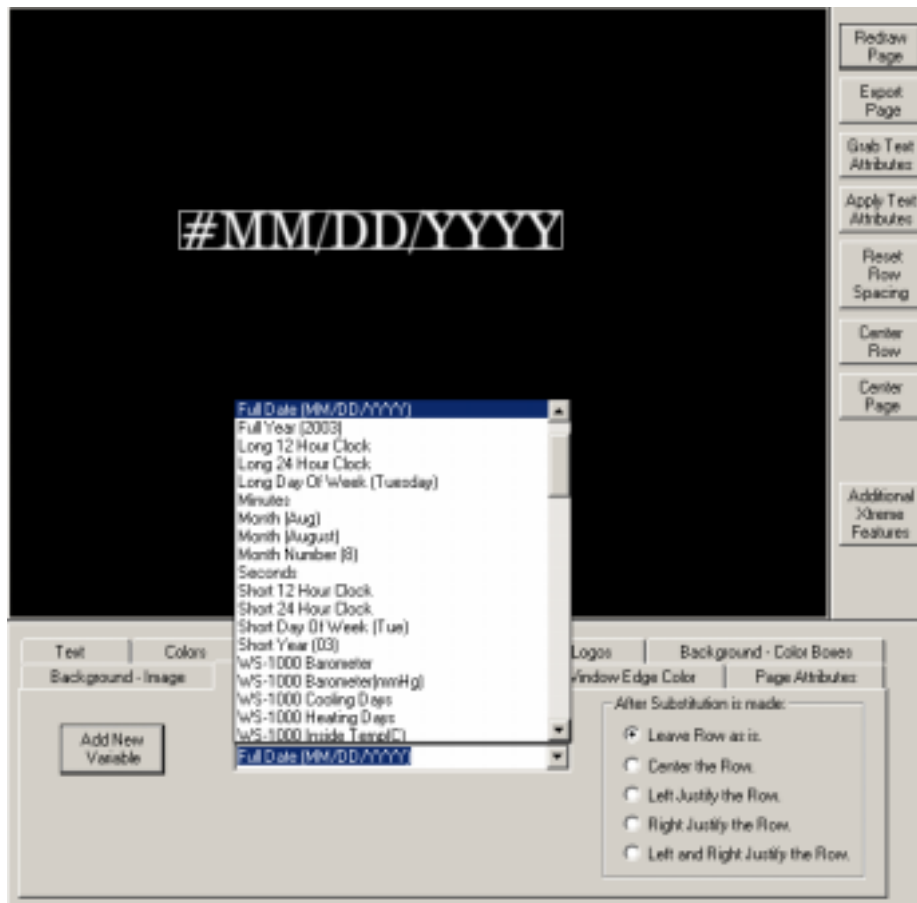 #MM/DD/YYYY
Redraw
Page
Export
Page
Grab Text
Attributes
Apply Text
Attributes
Reset
Row
Spacing
Center
Row
Center
Page
Additional
Xtreme
Features
Full Date (MM/DD/YYYY)
Full Year (2003)
Long 12 Hour Clock
Long 24 Hour Clock
Long Day Of Week (Tuesday)
Minutes
Month (Aug)
Month (August)
Month Number (8)
Seconds
Short 12 Hour Clock
Short 24 Hour Clock
Short Day Of Week (Tue)
Short Year (03)
WS-1000 Barometer
WS-1000 Barometer(mmHg)
WS-1000 Cooling Days
WS-1000 Heating Days
WS-1000 Inside Temp(C)
Full Date (MM/DD/YYYY)
Text Colors Logos Background - Color Boxes
Background - Image Window Edge Color Page Attributes
Add New
Variable
After Substitution is made:
Leave Row as is.
Center the Row.
Left Justify the Row.
Right Justify the Row.
Left and Right Justify the Row.